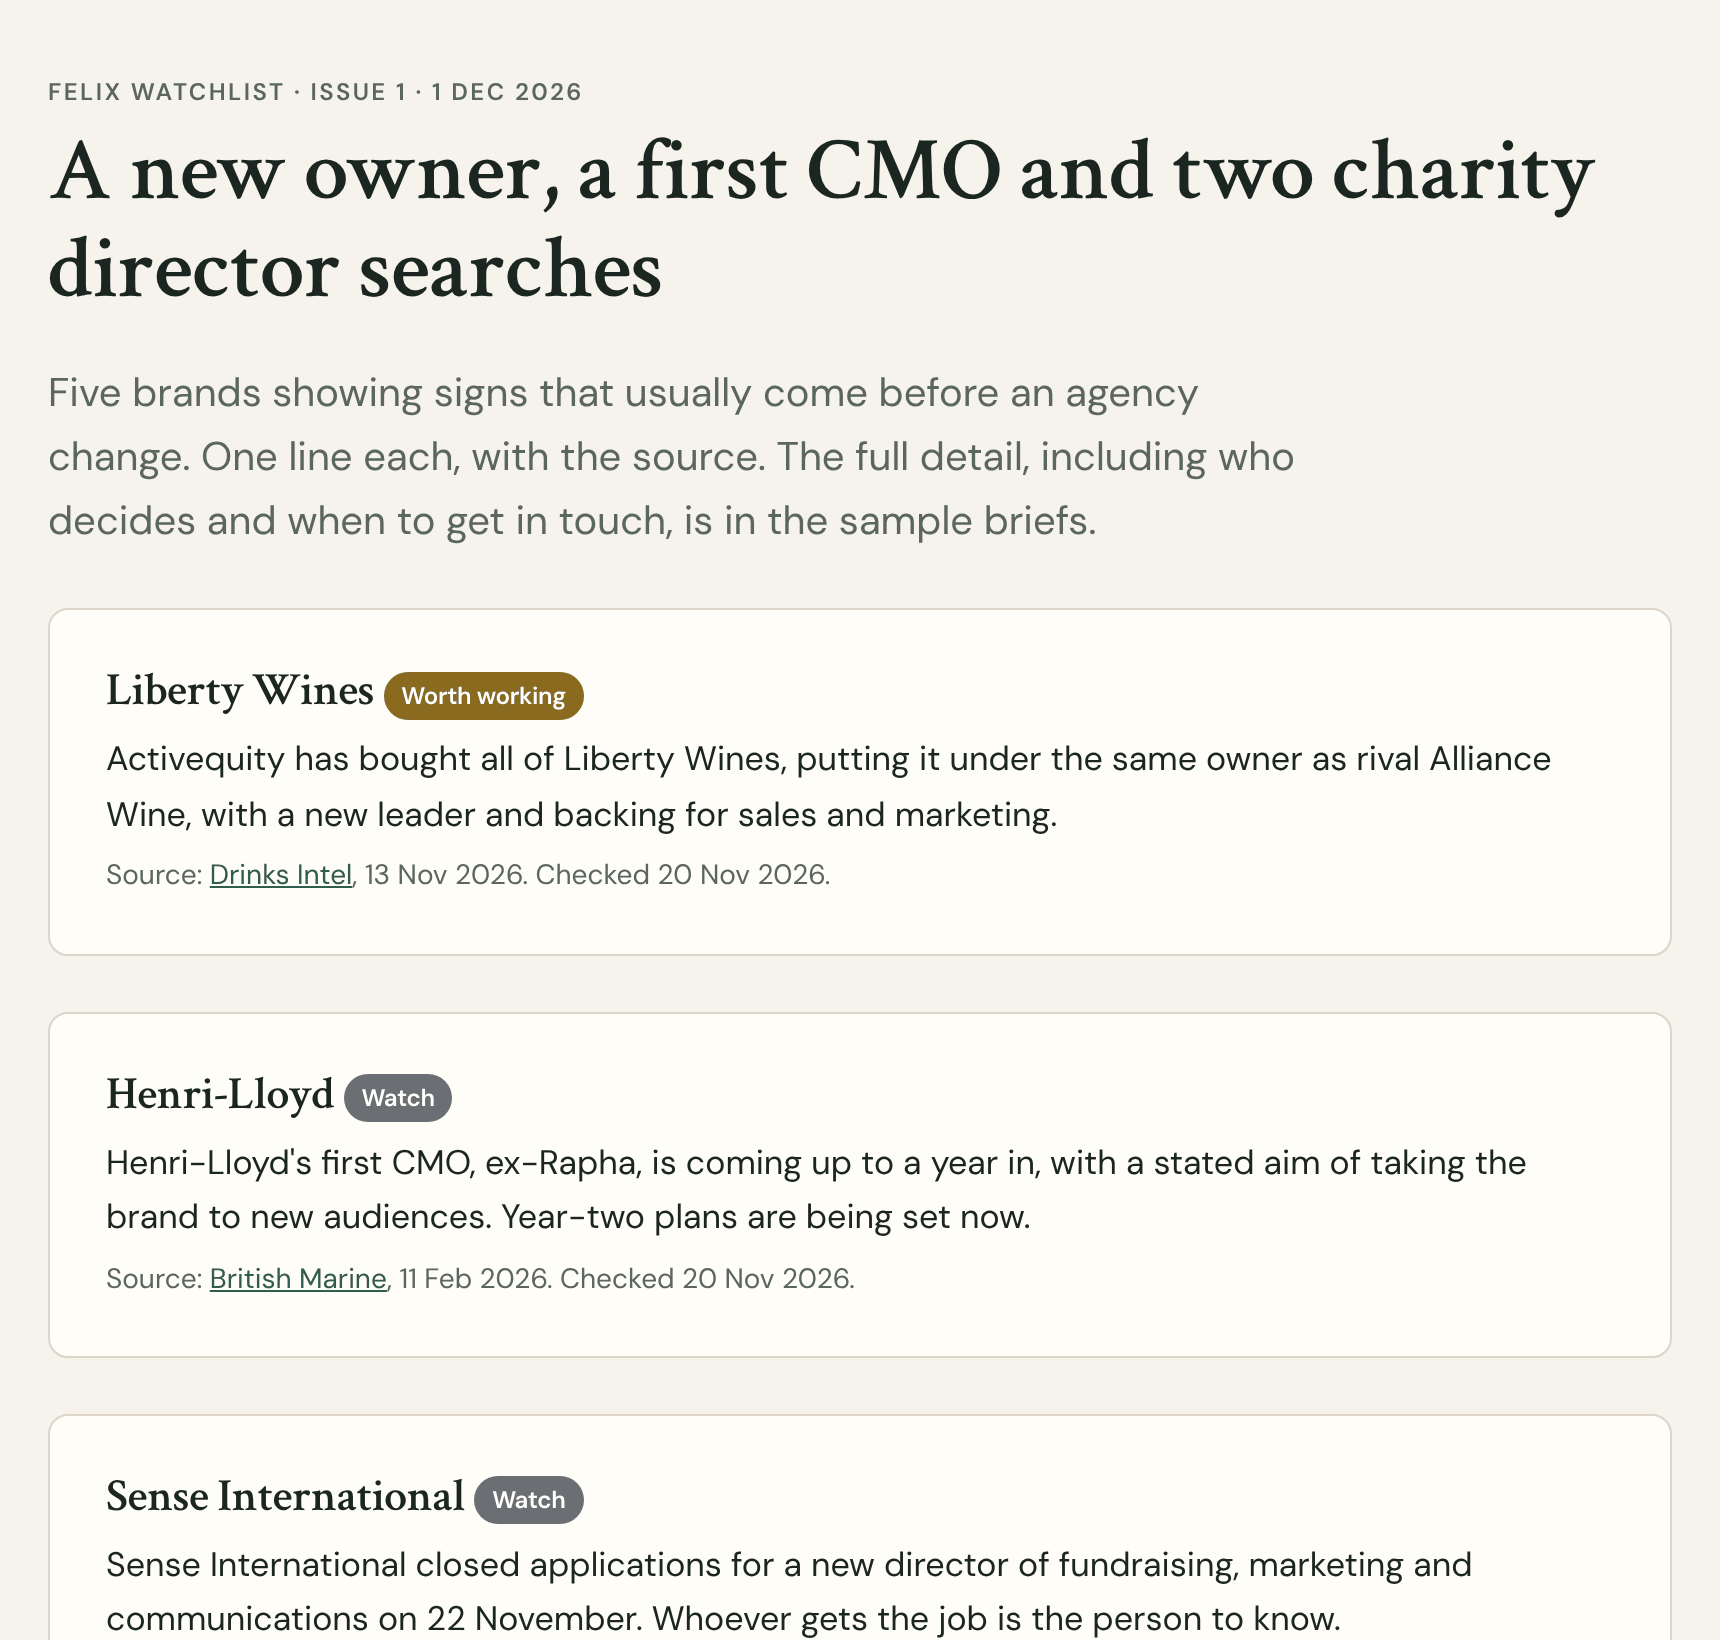 FELIX WATCHLIST · ISSUE 1 · 1 DEC 2026
A new owner, a first CMO and two charity
director searches
Five brands showing signs that usually come before an agency
change. One line each, with the source. The full detail, including who
decides and when to get in touch, is in the sample briefs.
Liberty Wines Worth working
Activequity has bought all of Liberty Wines, putting it under the same owner as rival Alliance
Wine, with a new leader and backing for sales and marketing.
Source: Drinks Intel, 13 Nov 2026. Checked 20 Nov 2026.
Henri-Lloyd Watch
Henri-Lloyd's first CMO, ex-Rapha, is coming up to a year in, with a stated aim of taking the
brand to new audiences. Year-two plans are being set now.
Source: British Marine, 11 Feb 2026. Checked 20 Nov 2026.
Sense International Watch
Sense International closed applications for a new director of fundraising, marketing and
communications on 22 November. Whoever gets the job is the person to know.